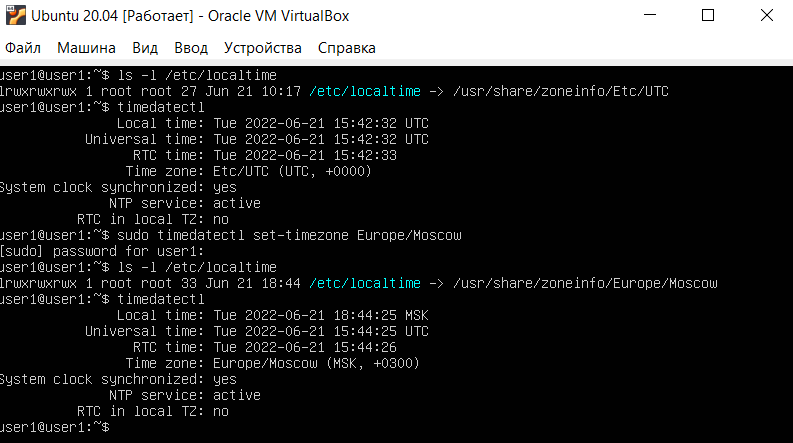 Ubuntu 20.04 [Работает] - Oracle VM VirtualBox
Файл Машина Вид Ввод Устройства Справка
user1@user1:~$ ls -l /etc/localtime
lrwxrwxrwx 1 root root 27 Jun 21 10:17 /etc/localtime -> /usr/share/zoneinfo/Etc/UTC
user1@user1:~$ timedatectl
Local time: Tue 2022-06-21 15:42:32 UTC
Universal time: Tue 2022-06-21 15:42:32 UTC
RTC time: Tue 2022-06-21 15:42:33
Time zone: Etc/UTC (UTC, +0000)
System clock synchronized: yes
NTP service: active
RTC in local TZ: no
user1@user1:~$ sudo timedatectl set-timezone Europe/Moscow
[sudo] password for user1:
user1@user1:~$ ls -l /etc/localtime
lrwxrwxrwx 1 root root 33 Jun 21 18:44 /etc/localtime -> /usr/share/zoneinfo/Europe/Moscow
user1@user1:~$ timedatectl
Local time: Tue 2022-06-21 18:44:25 MSK
Universal time: Tue 2022-06-21 15:44:25 UTC
RTC time: Tue 2022-06-21 15:44:26
Time zone: Europe/Moscow (MSK, +0300)
System clock synchronized: yes
NTP service: active
RTC in local TZ: no
user1@user1:~$